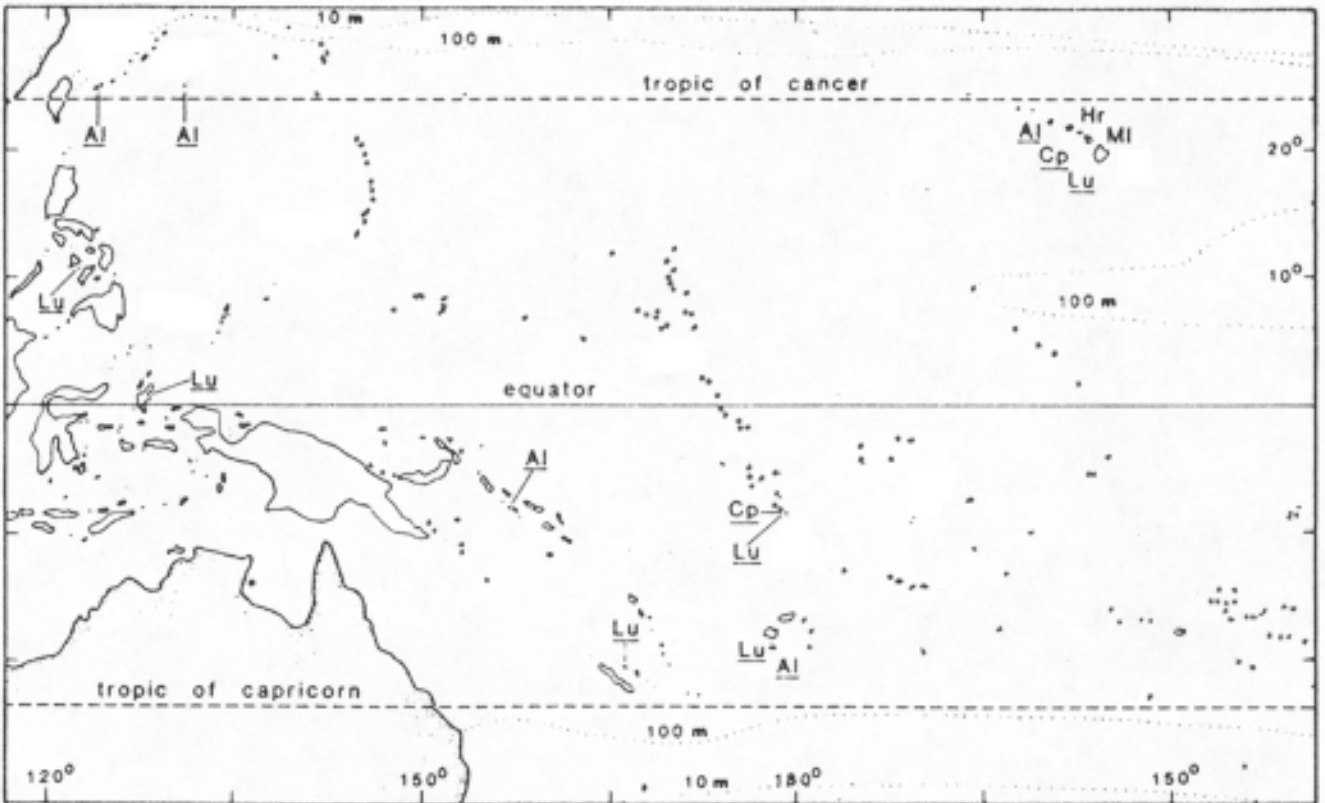 10 m
100 m
tropic of cancer
Al
Al
Hr
Al
Ml
20°
Cp
Lu
10°
Lu
100 m
Lu
equator
Al
Cp
Lu
Lu
Lu
Al
tropic of capricorn
100 m
120°
150°
10 m
180°
150°